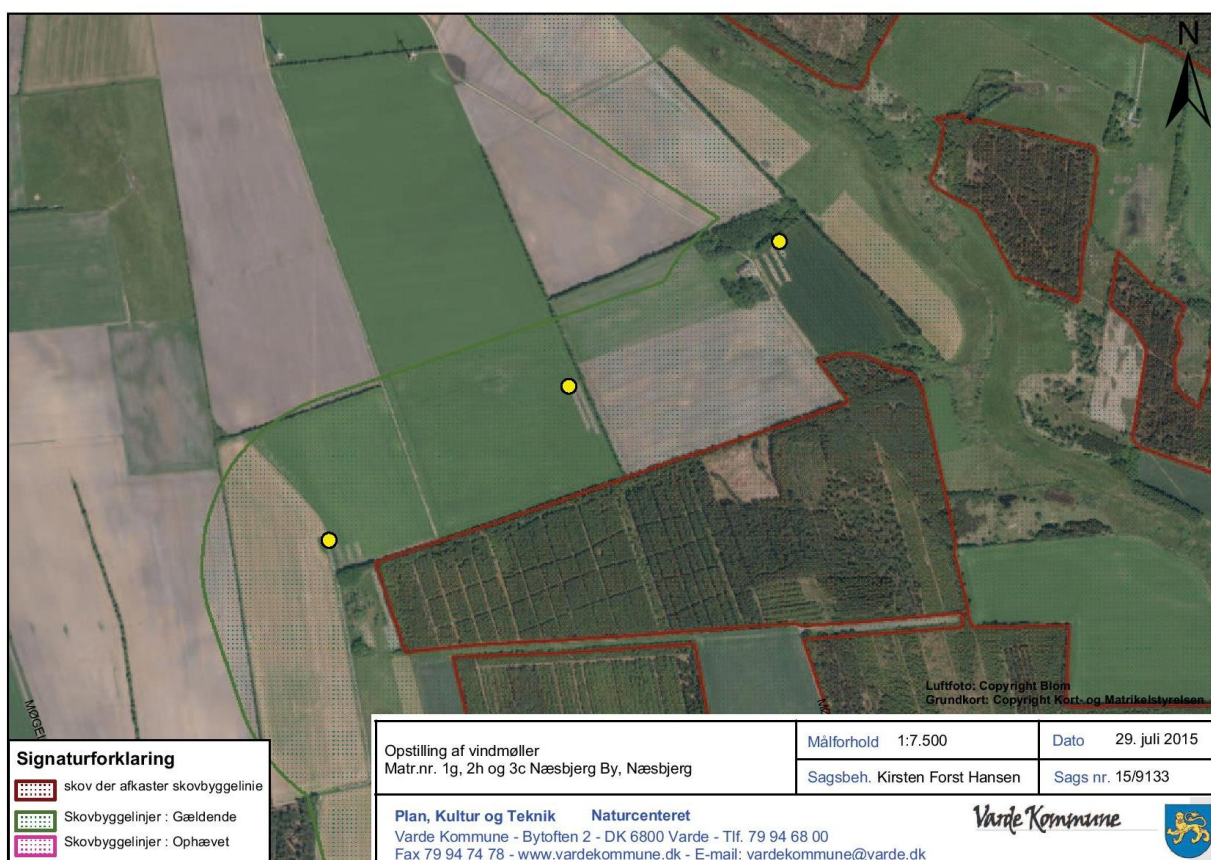 N
MØGEL
Luftfoto: Copyright Blom
Grundkort: Copyright Kort- og Matrikelstyrelsen
Signaturforklaring
skov der afkaster skovbyggelinie
Skovbyggelinjer : Gældende
Skovbyggelinjer : Ophævet
Opstilling af vindmøller
Matr.nr. 1g, 2h og 3c Næsbjerg By, Næsbjerg
Målforhold 1:7.500
Dato 29. juli 2015
Sagsbeh. Kirsten Forst Hansen
Sags nr. 15/9133
Plan, Kultur og Teknik Naturcenteret
Varde Kommune - Bytoften 2 - DK 6800 Varde - Tlf. 79 94 68 00
Fax 79 94 74 78 - www.vardekommune.dk - E-mail: vardekommune@varde.dk
Varde Kommune